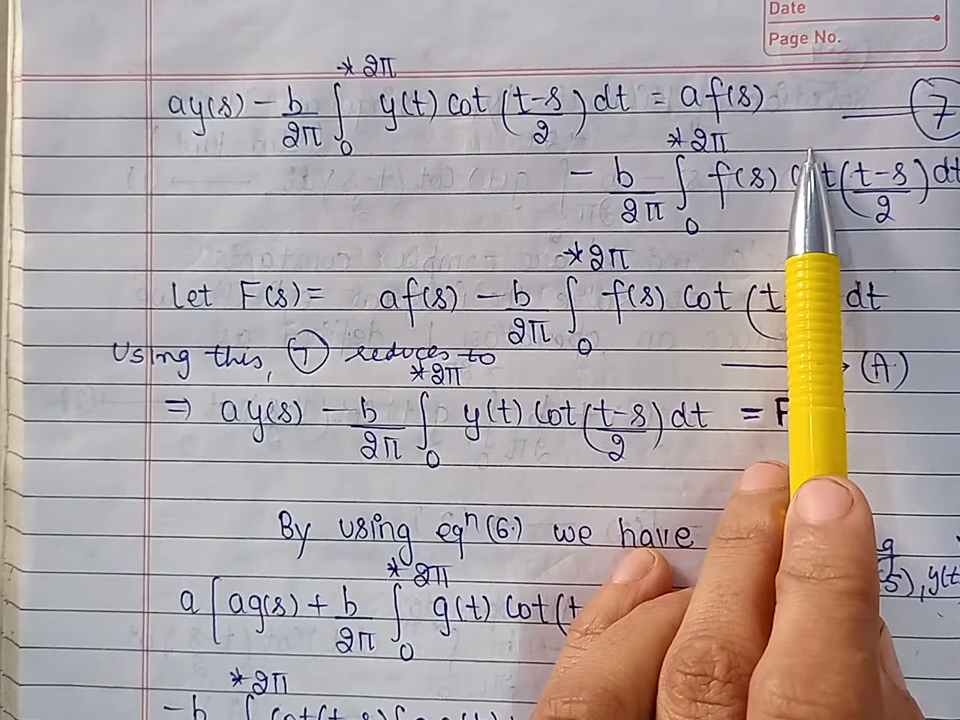 Date
Page No.
ay(s) - b/2π ∫₀^{*2π} y(t) cot (t-s/2) dt = af(s) — (7)
- b/2π ∫₀^{*2π} f(s) cot (t-s/2) dt
Let F(s) = af(s) - b/2π ∫₀^{*2π} f(s) cot (t dt
Using this, (7) reduces to → (A.)
⇒ ay(s) - b/2π ∫₀^{*2π} y(t) cot (t-s/2) dt = F
By using eqⁿ (6.) we have
a [ ag(s) + b/2π ∫₀^{*2π} g(t) cot (t (5), y(t
*2π